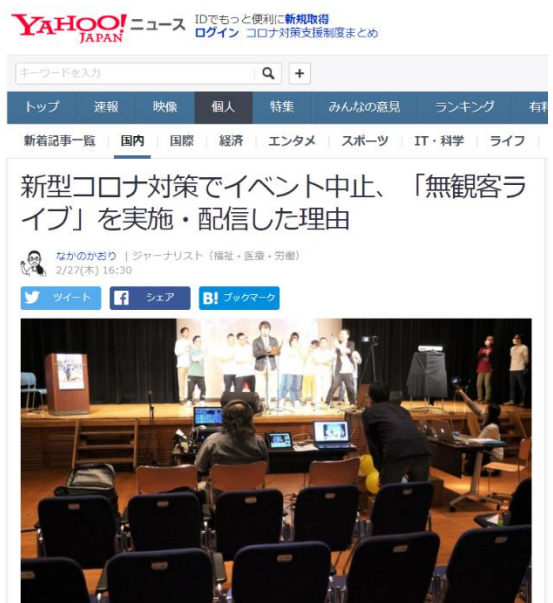 YAHOO! ニュース
JAPAN
IDでもっと便利に新規取得
ログイン コロナ対策支援制度まとめ
キーワードを入力
+
トップ 速報 映像 個人 特集 みんなの意見 ランキング 有料
新着記事一覧 国内 国際 経済 エンタメ スポーツ IT・科学 ライフ
新型コロナ対策でイベント中止、「無観客ラ
イブ」を実施・配信した理由
なかのかおり | ジャーナリスト（福祉・医療・労働）
2/27(木) 16:30
ツイート シェア B! ブックマーク